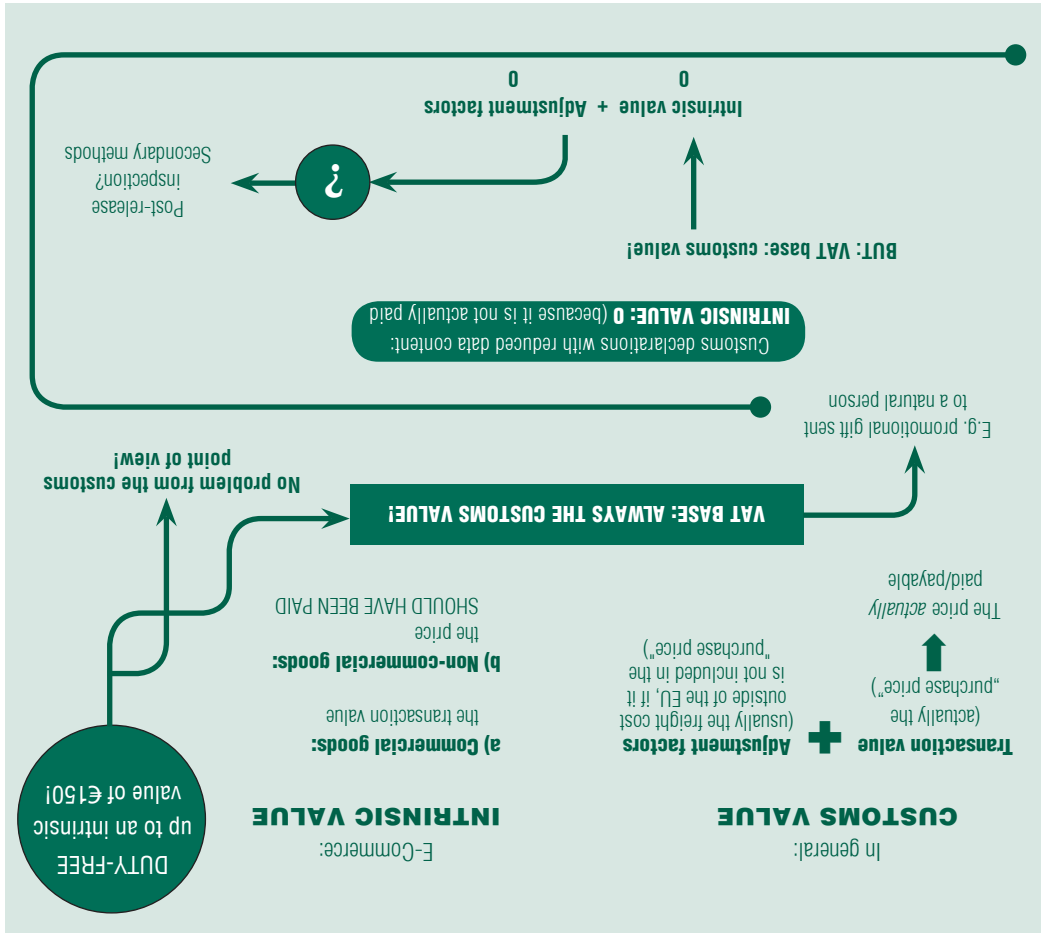 In general:
CUSTOMS VALUE
Transaction value
(actually the
„purchase price”)
The price actually
paid/payable
+
Adjustment factors
(usually the freight cost
outside of the EU, if it
is not included in the
"purchase price”)
E-Commerce:
INTRINSIC VALUE
a) Commercial goods:
the transaction value
b) Non-commercial goods:
the price
SHOULD HAVE BEEN PAID
DUTY-FREE
up to an intrinsic
value of €150!
VAT BASE: ALWAYS THE CUSTOMS VALUE!
No problem from the customs
point of view!
E.g. promotional gift sent
to a natural person
Customs declarations with reduced data content:
INTRINSIC VALUE: 0 (because it is not actually paid
BUT: VAT base: customs value!
Intrinsic value + Adjustment factors
0 0
?
Post-release
inspection?
Secondary methods